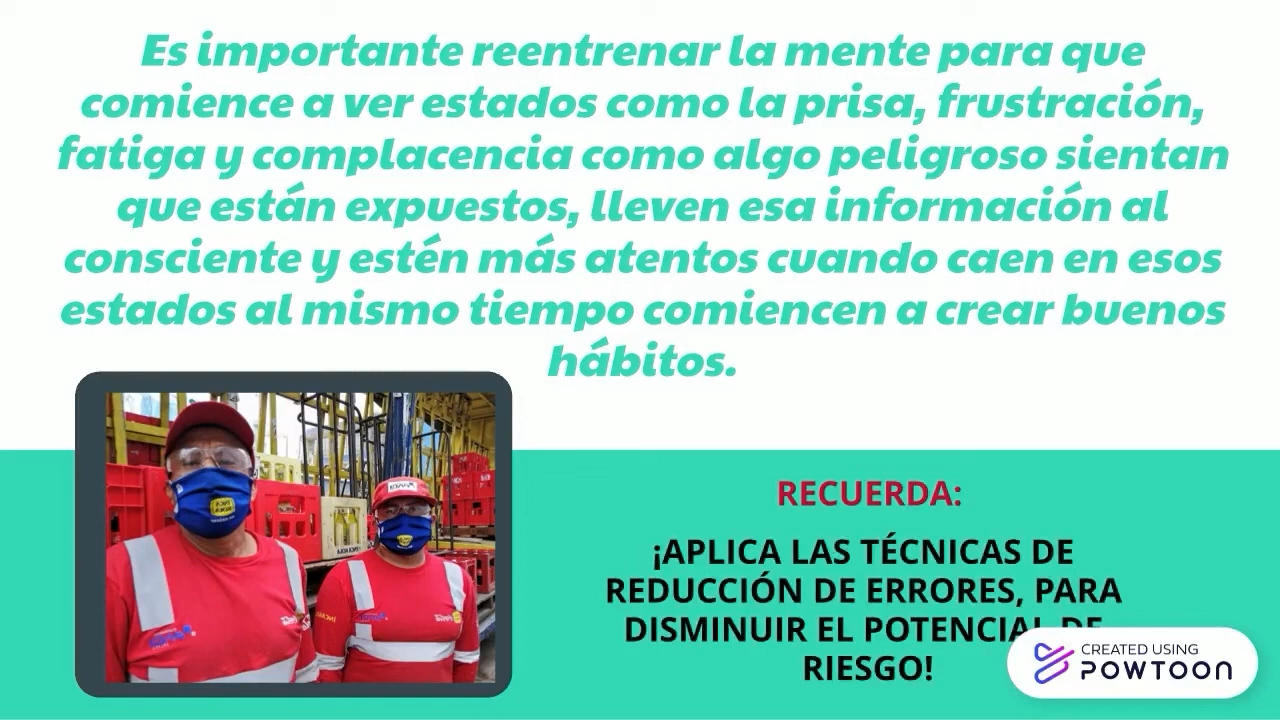 Es importante reentrenar la mente para que
comience a ver estados como la prisa, frustración,
fatiga y complacencia como algo peligroso sientan
que están expuestos, lleven esa información al
consciente y estén más atentos cuando caen en esos
estados al mismo tiempo comiencen a crear buenos
hábitos.
RECUERDA:
¡APLICA LAS TÉCNICAS DE
REDUCCIÓN DE ERRORES, PARA
DISMINUIR EL POTENCIAL DE
RIESGO!
CREATED USING
POWTOON